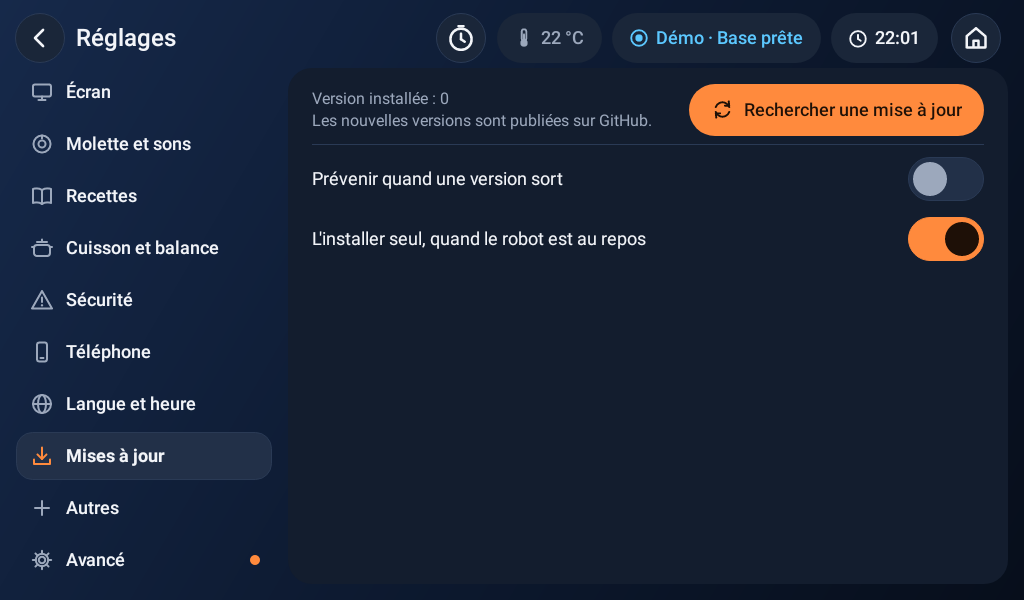 Réglages
22 °C
Démo · Base prête
22:01
Écran
Molette et sons
Recettes
Cuisson et balance
Sécurité
Téléphone
Langue et heure
Mises à jour
Autres
Avancé
Version installée : 0
Les nouvelles versions sont publiées sur GitHub.
Rechercher une mise à jour
Prévenir quand une version sort
L'installer seul, quand le robot est au repos